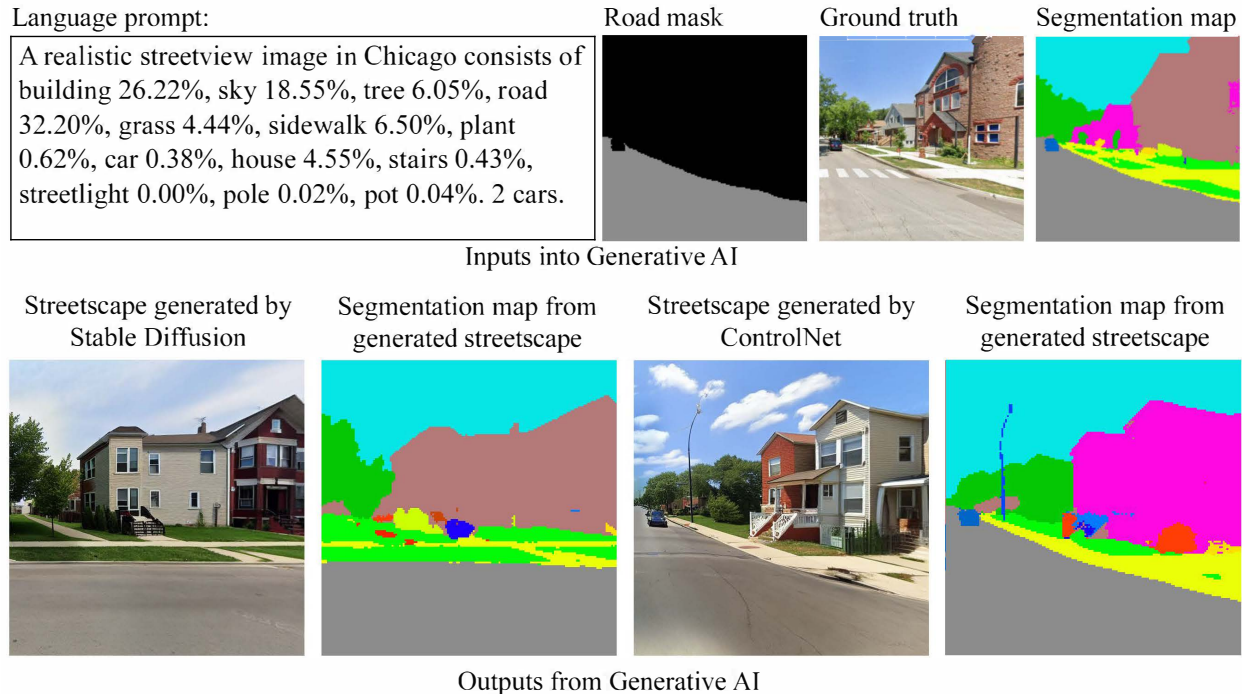 Language prompt:
Road mask
Ground truth
Segmentation map
A realistic streetview image in Chicago consists of
building 26.22%, sky 18.55%, tree 6.05%, road
32.20%, grass 4.44%, sidewalk 6.50%, plant
0.62%, car 0.38%, house 4.55%, stairs 0.43%,
streetlight 0.00%, pole 0.02%, pot 0.04%. 2 cars.
Inputs into Generative AI
Streetscape generated by
Stable Diffusion
Segmentation map from
generated streetscape
Streetscape generated by
ControlNet
Segmentation map from
generated streetscape
Outputs from Generative AI